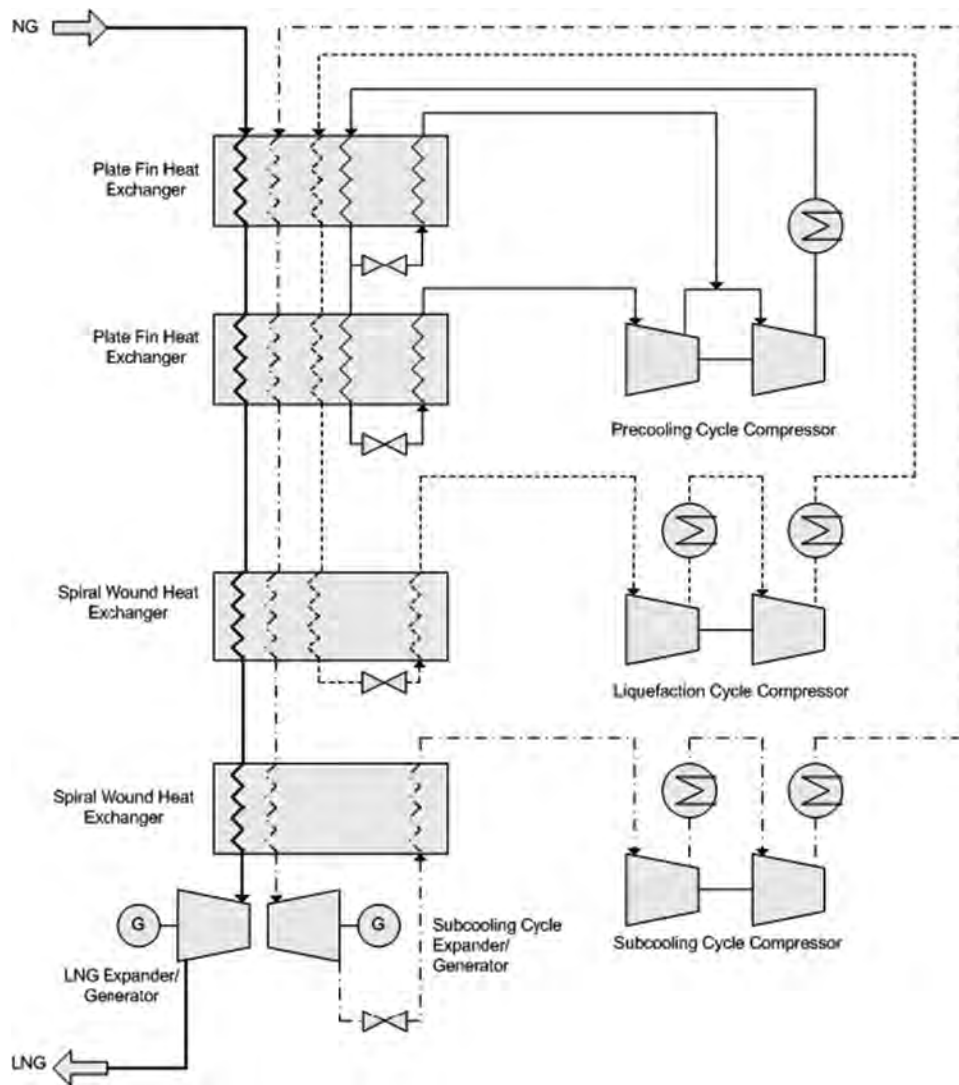 NG
Plate Fin Heat
Exchanger
Plate Fin Heat
Exchanger
Precooling Cycle Compressor
Spiral Wound Heat
Exchanger
Liquefaction Cycle Compressor
Spiral Wound Heat
Exchanger
G
G
Subcooling Cycle
Expander/
Generator
Subcooling Cycle Compressor
LNG Expander/
Generator
LNG